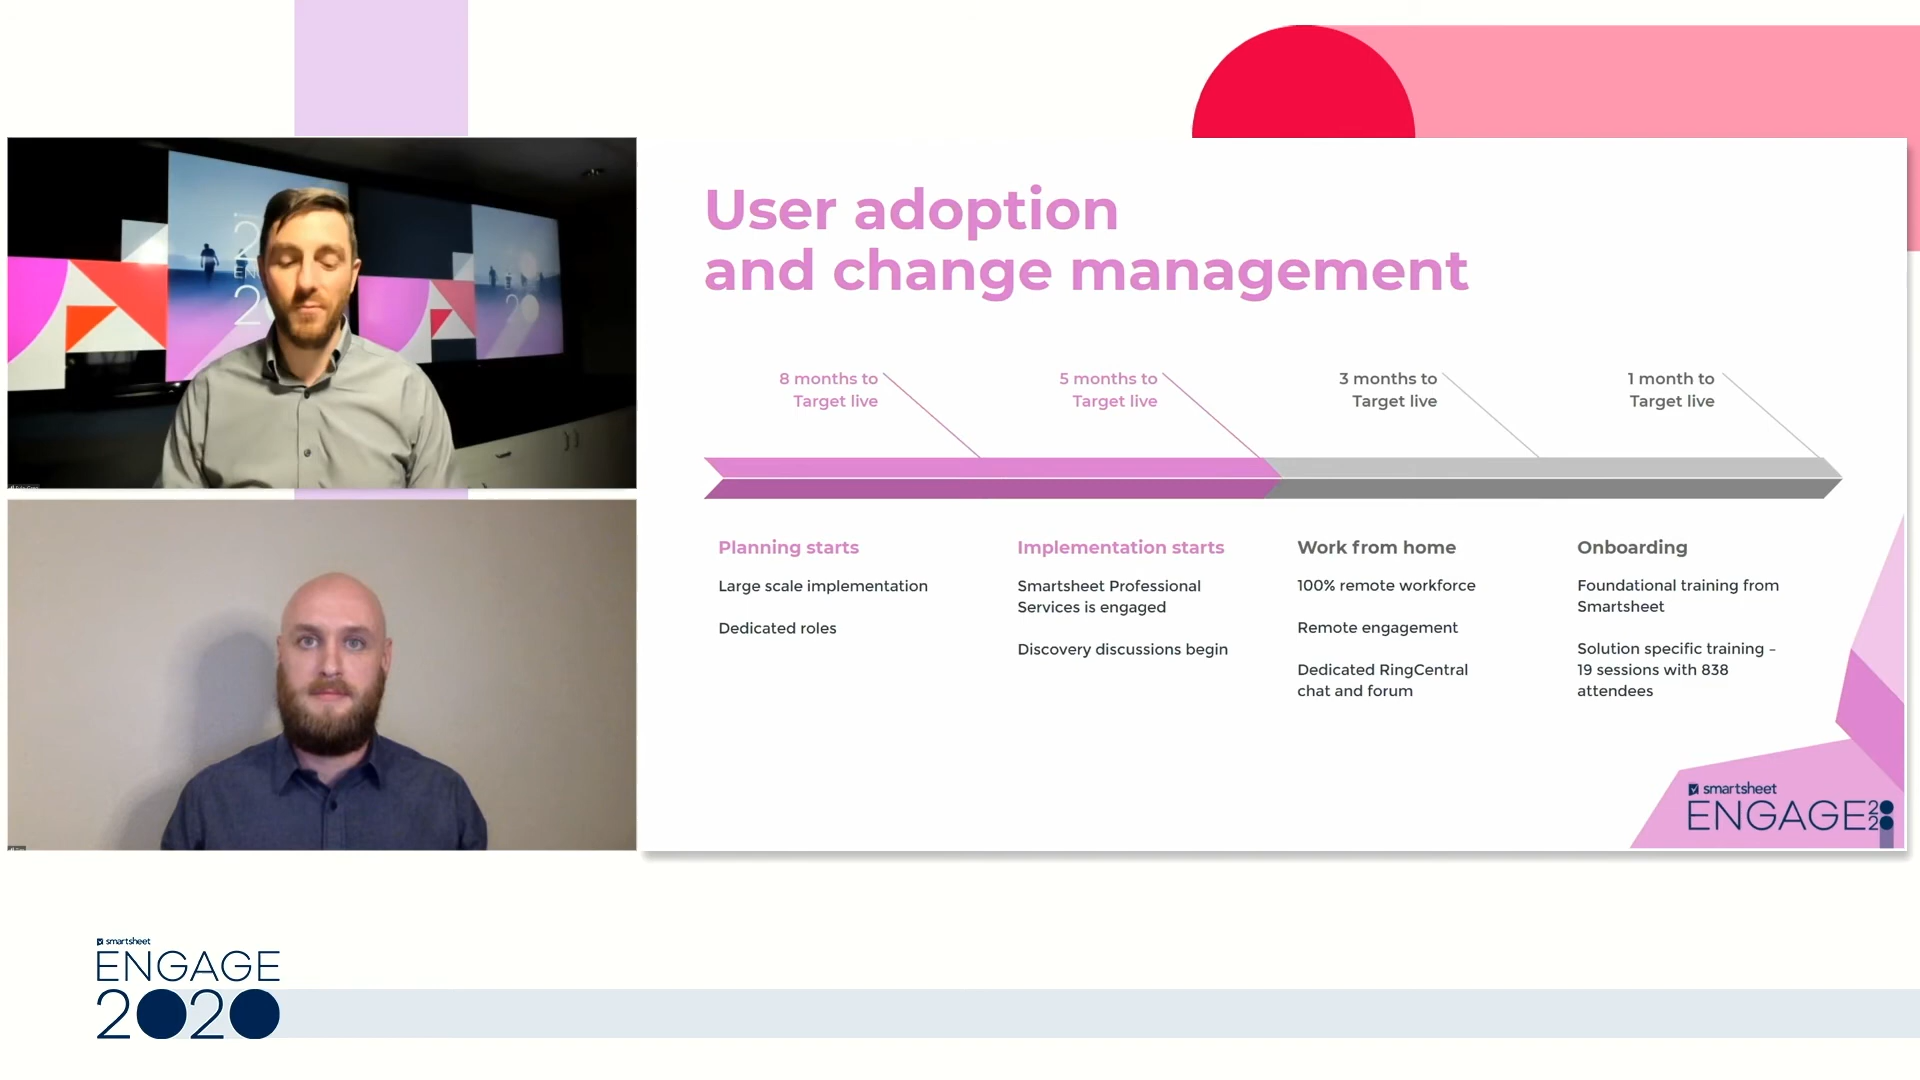 User adoption
and change management
8 months to
Target live
5 months to
Target live
3 months to
Target live
1 month to
Target live
Planning starts
Large scale implementation
Dedicated roles
Implementation starts
Smartsheet Professional
Services is engaged
Discovery discussions begin
Work from home
100% remote workforce
Remote engagement
Dedicated RingCentral
chat and forum
Onboarding
Foundational training from
Smartsheet
Solution specific training –
19 sessions with 838
attendees
smartsheet
ENGAGE 2020
smartsheet
ENGAGE
2020